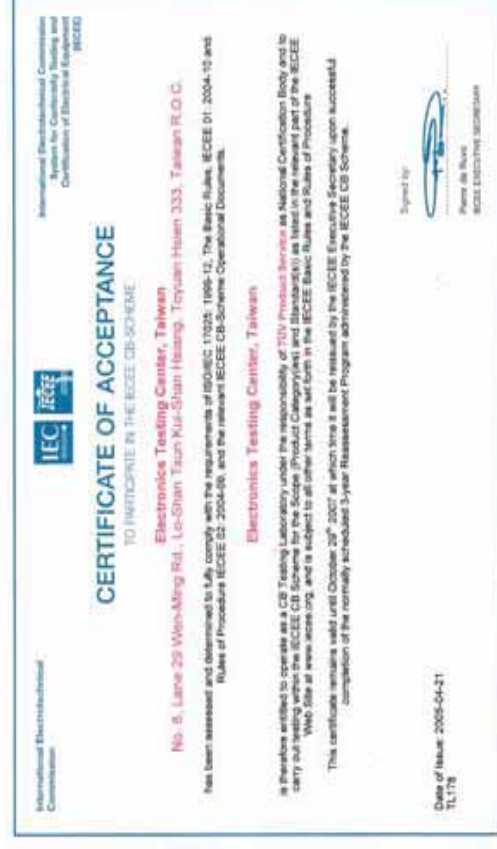 International Electrotechnical
Commission
IEC IECEE
International Electrotechnical Commission
System for Conformity Testing and
Certification of Electrical Equipment
(IECEE)
CERTIFICATE OF ACCEPTANCE
TO PARTICIPATE IN THE IECEE CB-SCHEME
Electronics Testing Center, Taiwan
No. 8, Lane 29 Wen-Ming Rd., Lo-Shan Tsun Kui-Shan Hsiang, Toyuan Hsien 333, Taiwan R.O.C.
has been assessed and determined to fully comply with the requirements of ISO/IEC 17025: 1999-12, The Basic Rules, IECEE 01: 2004-10 and
Rules of Procedure IECEE 02: 2004-09, and the relevant IECEE CB-Scheme Operational Documents.
Electronics Testing Center, Taiwan
is therefore entitled to operate as a CB Testing Laboratory under the responsibility of TÜV Product Service as National Certification Body and to
carry out testing within the IECEE CB Scheme for the Scope (Product Category(ies) and Standard(s)) as listed in the relevant part of the IECEE
Web Site at www.iecee.org, and is subject to all other terms as set forth in the IECEE Basic Rules and Rules of Procedure
This certificate remains valid until October 29th 2007 at which time it will be reissued by the IECEE Executive Secretary upon successful
completion of the normally scheduled 3-year Reassessment Program administered by the IECEE CB Scheme.
Date of Issue: 2005-04-21
TL178
Signed by:
Pierre de Ruvo
IECEE EXECUTIVE SECRETARY